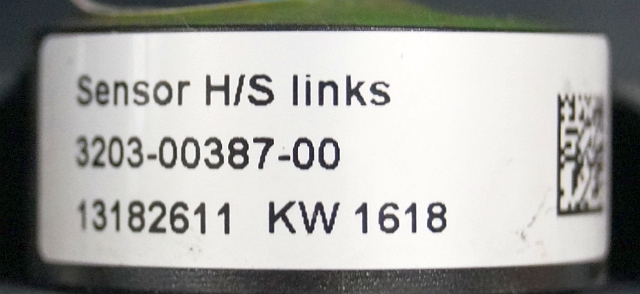 Sensor H/S links
3203-00387-00
13182611 KW 1618